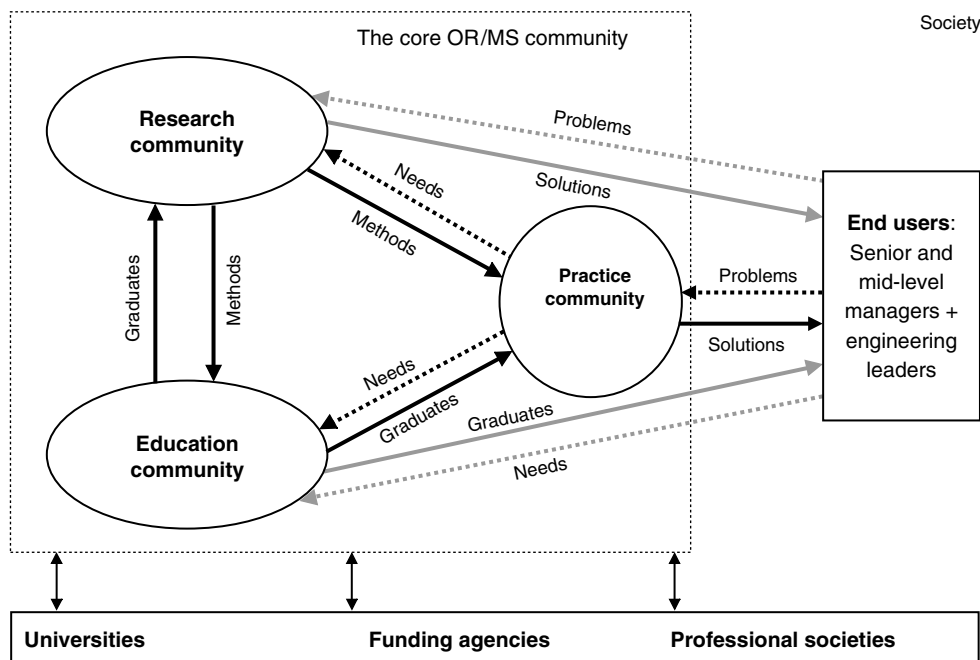 Society
The core OR/MS community
Research
community
Problems
Needs
Solutions
Methods
End users:
Senior and
mid-level
managers +
engineering
leaders
Practice
community
Problems
Solutions
Graduates
Methods
Needs
Graduates
Graduates
Needs
Education
community
Universities
Funding agencies
Professional societies